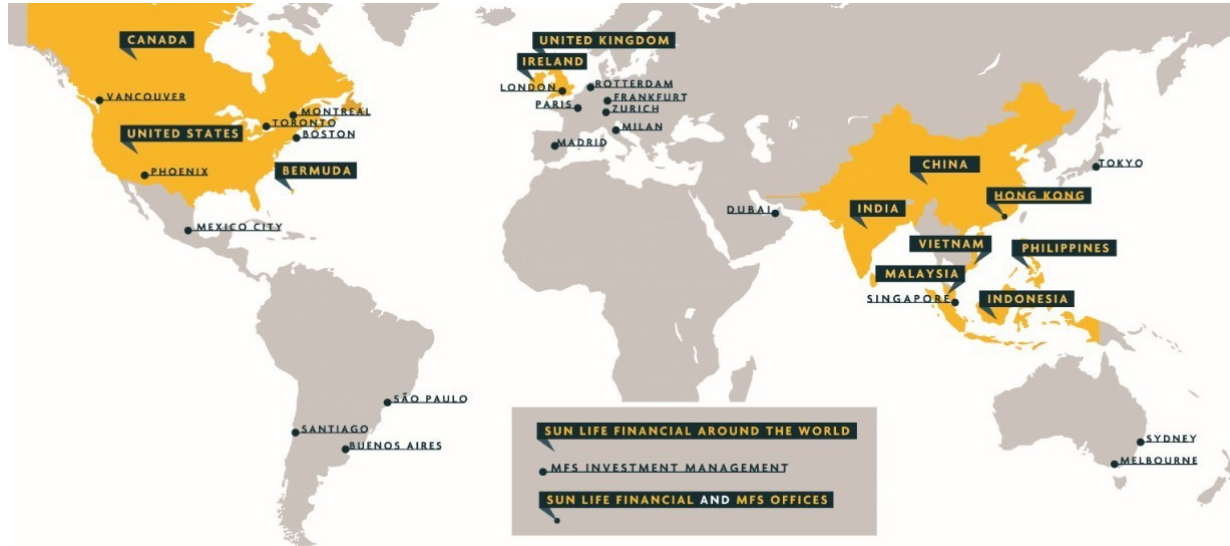 CANADA
VANCOUVER
MONTREAL
TORONTO
UNITED STATES
BOSTON
PHOENIX
BERMUDA
MEXICO CITY
SÃO PAULO
SANTIAGO
BUENOS AIRES
UNITED KINGDOM
IRELAND
LONDON
ROTTERDAM
PARIS
FRANKFURT
ZURICH
MILAN
MADRID
DUBAI
CHINA
TOKYO
HONG KONG
INDIA
VIETNAM
PHILIPPINES
MALAYSIA
SINGAPORE
INDONESIA
SYDNEY
MELBOURNE
SUN LIFE FINANCIAL AROUND THE WORLD
MFS INVESTMENT MANAGEMENT
SUN LIFE FINANCIAL AND MFS OFFICES